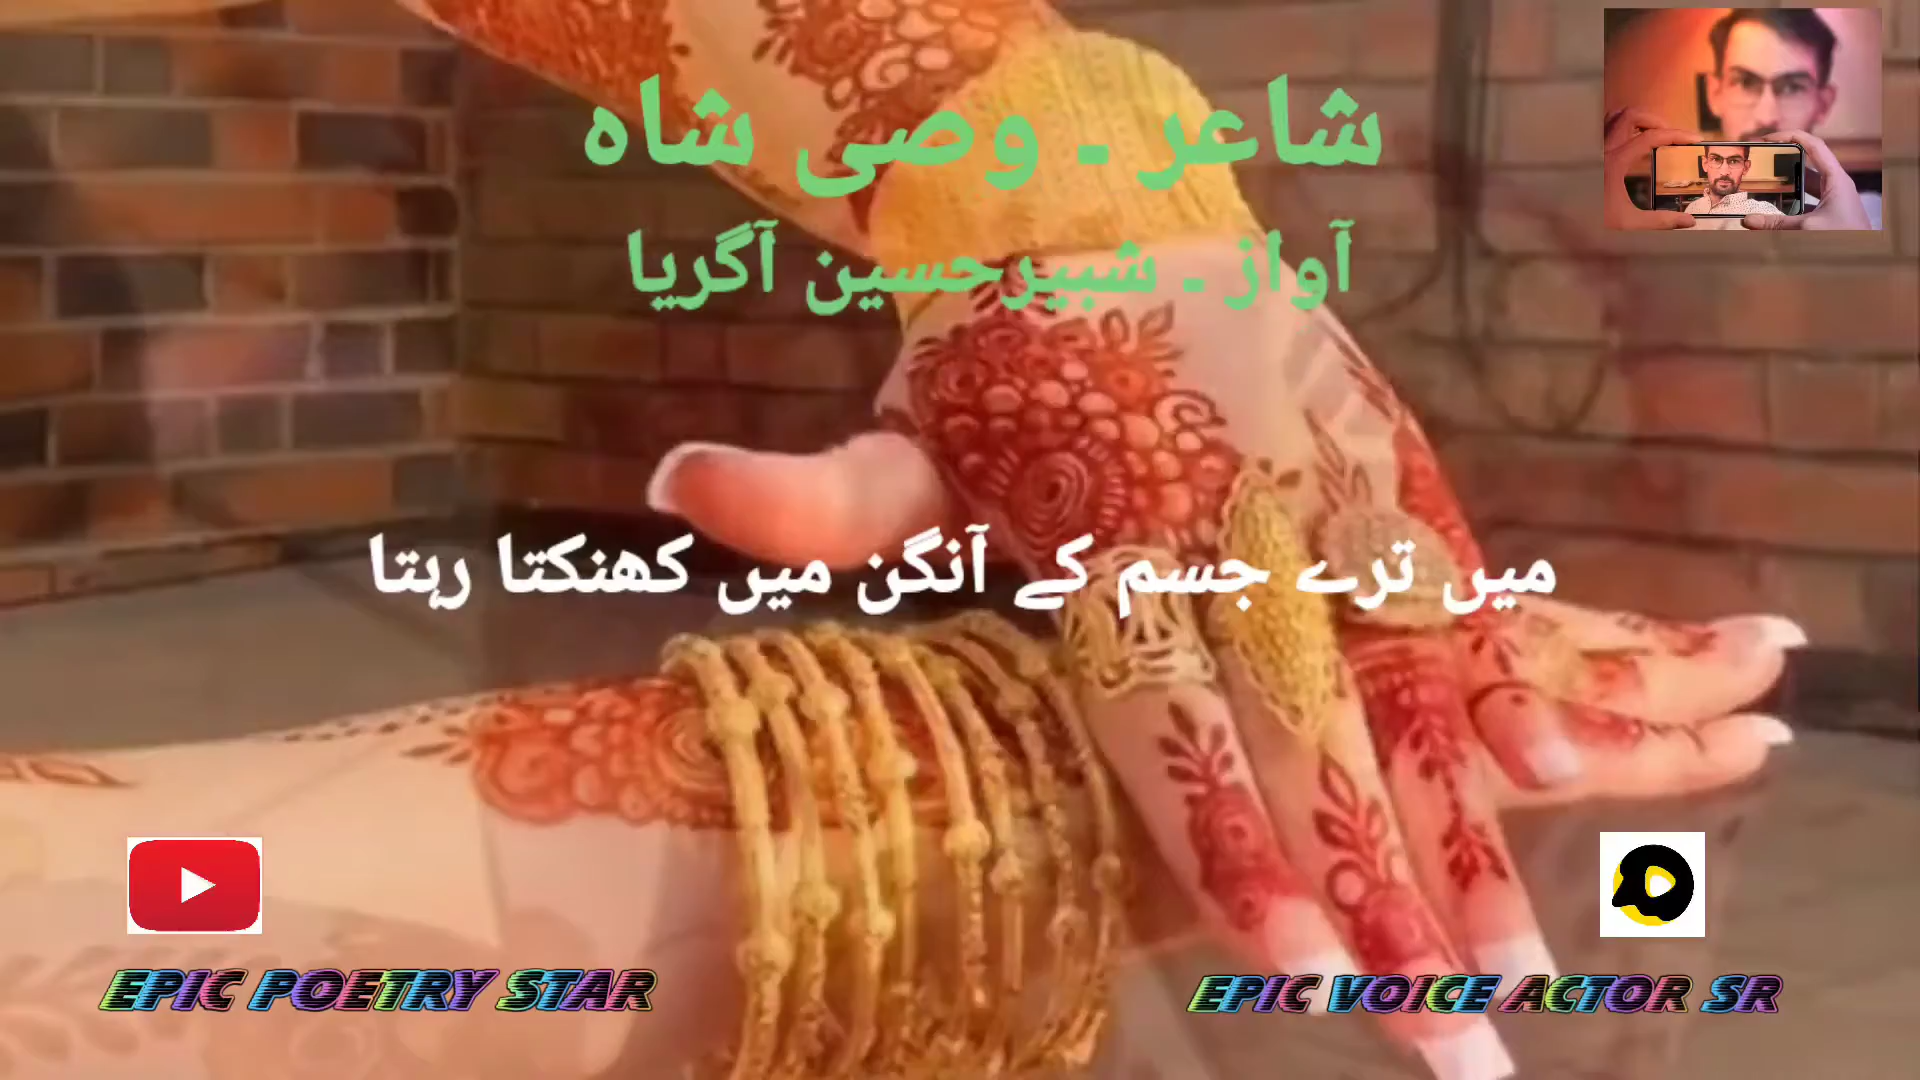 شاعر ۔ وصی شاہ
آواز ۔ شبیرحسین آگریا
میں ترے جسم کے آنگن میں کھنکتا رہتا
EPIC POETRY STAR
EPIC VOICE ACTOR SR